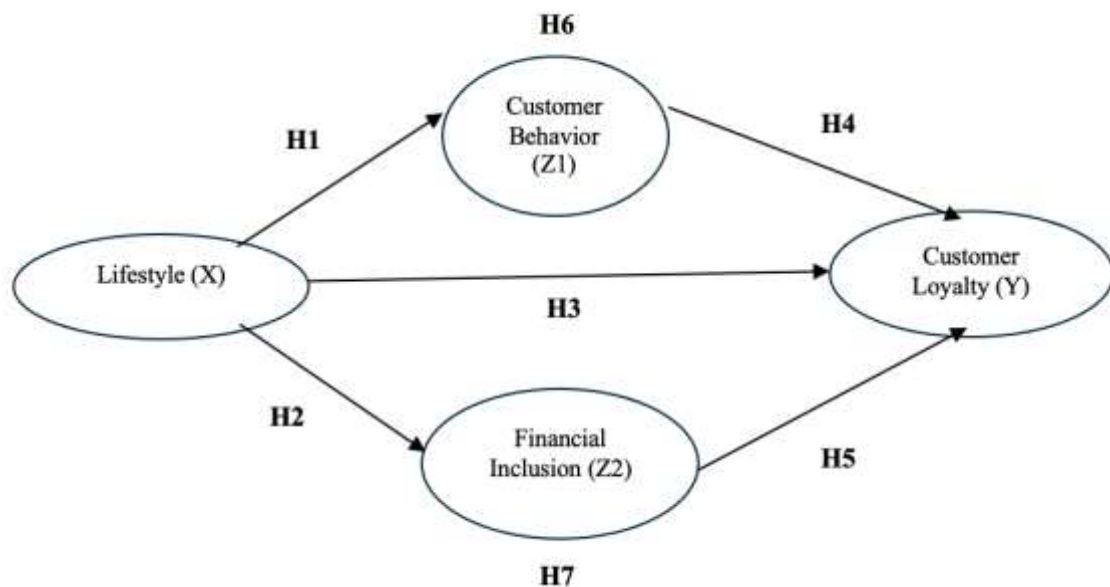 H6
Customer
Behavior
(Z1)
H1
H4
Lifestyle (X)
Customer
Loyalty (Y)
H3
H2
Financial
Inclusion (Z2)
H5
H7